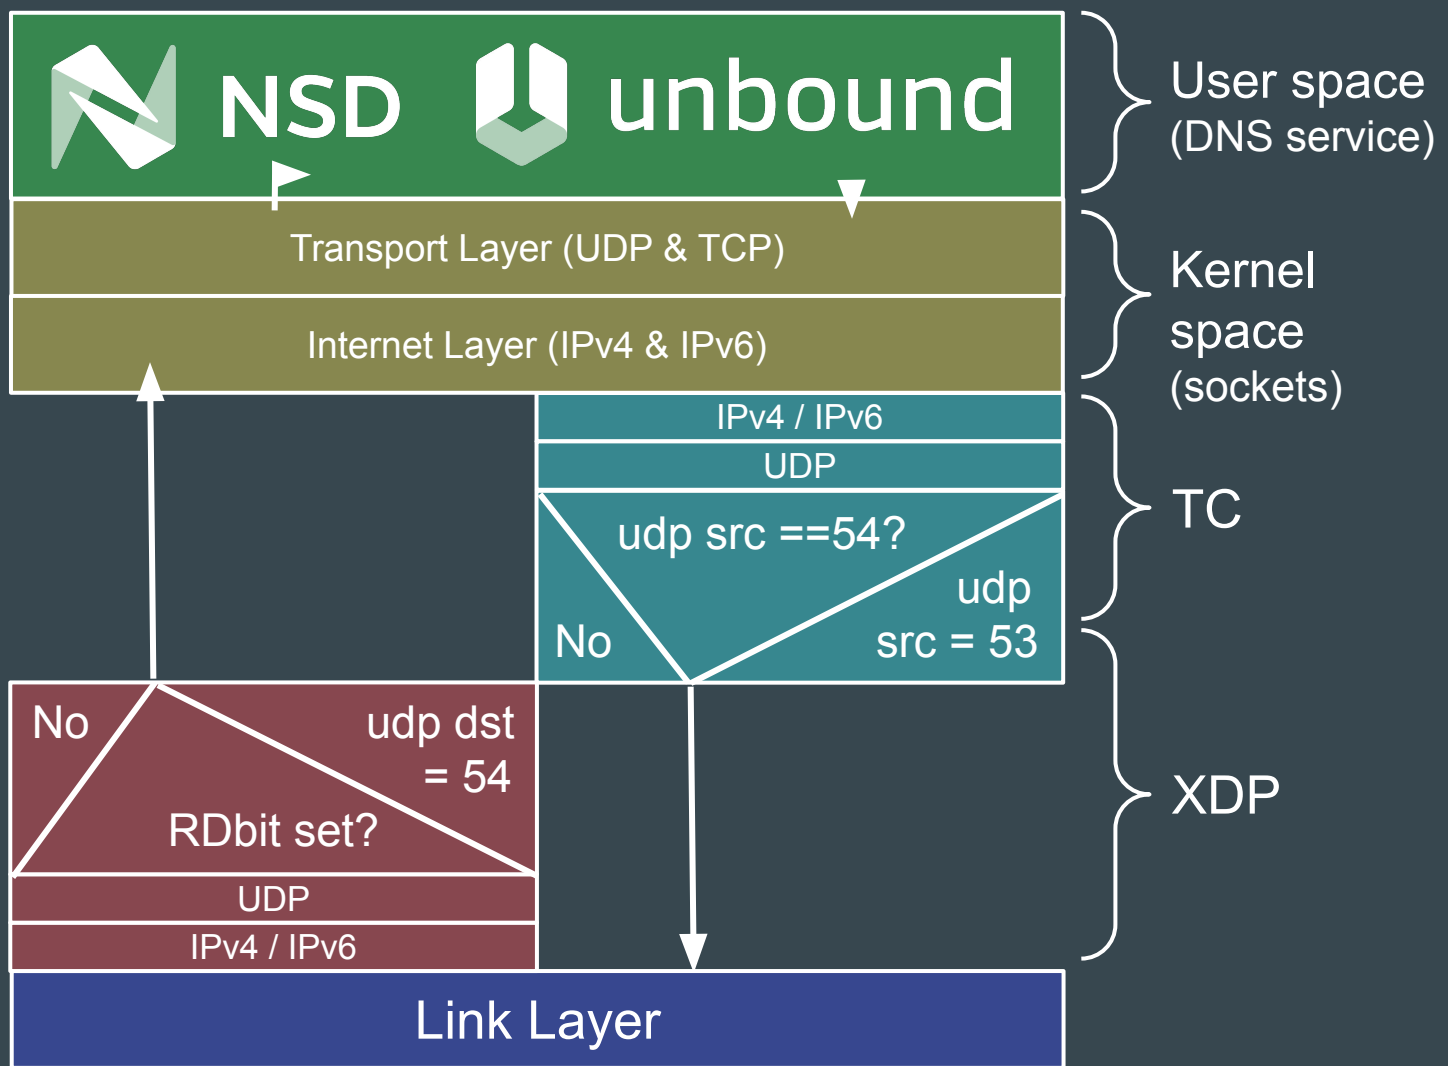 NSD
unbound
User space
(DNS service)
Transport Layer (UDP & TCP)
Internet Layer (IPv4 & IPv6)
Kernel
space
(sockets)
IPv4 / IPv6
UDP
udp src ==54?
No
udp
src = 53
TC
No
udp dst
= 54
RDbit set?
UDP
IPv4 / IPv6
XDP
Link Layer